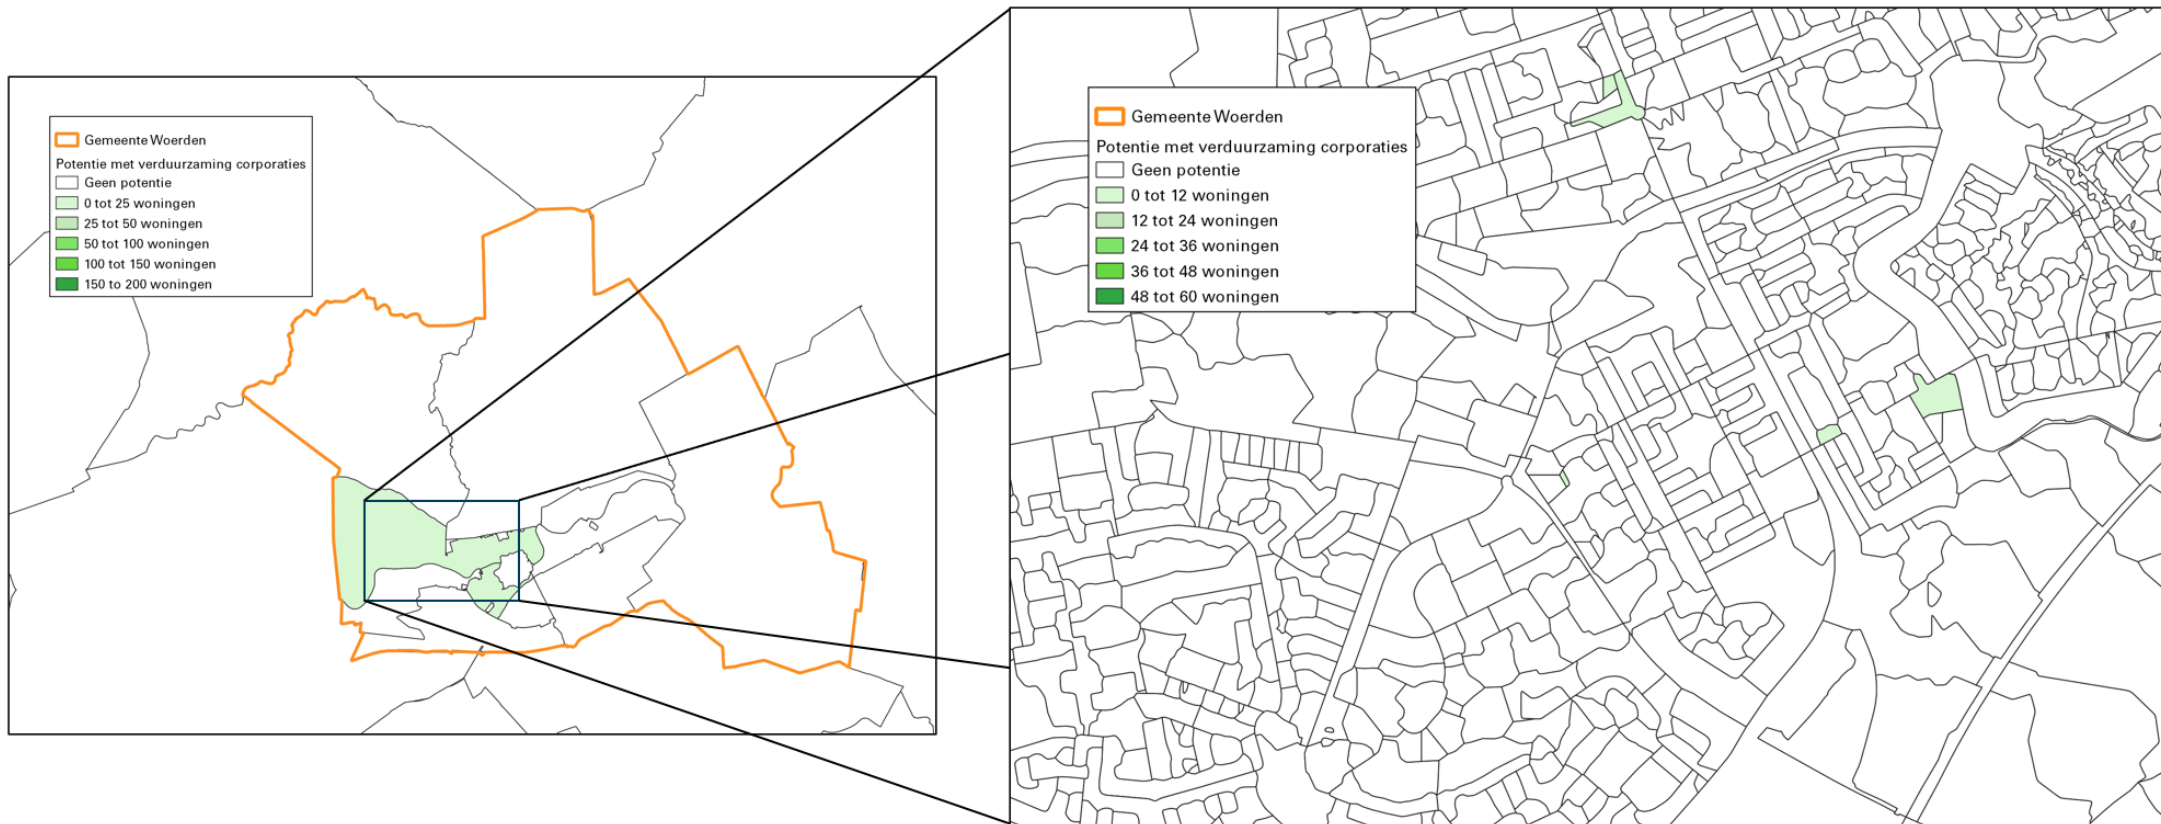 Gemeente Woerden
Potentie met verduurzaming corporaties
Geen potentie
0 tot 25 woningen
25 tot 50 woningen
50 tot 100 woningen
100 tot 150 woningen
150 to 200 woningen
Gemeente Woerden
Potentie met verduurzaming corporaties
Geen potentie
0 tot 12 woningen
12 tot 24 woningen
24 tot 36 woningen
36 tot 48 woningen
48 tot 60 woningen